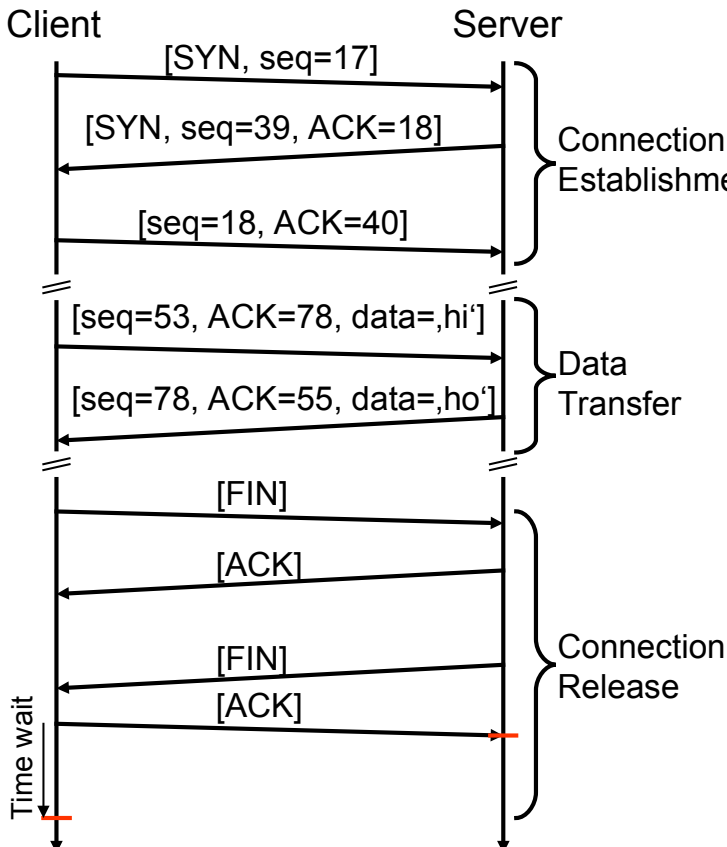 Client
Server
[SYN, seq=17]
[SYN, seq=39, ACK=18]
[seq=18, ACK=40]
Connection
Establishme
[seq=53, ACK=78, data=‚hi‘]
[seq=78, ACK=55, data=‚ho‘]
Data
Transfer
[FIN]
[ACK]
[FIN]
[ACK]
Connection
Release
Time wait